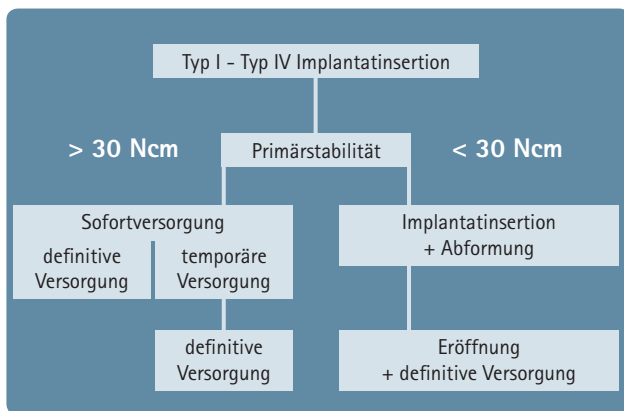 Typ I - Typ IV Implantatinsertion
> 30 Ncm
Primärstabilität
< 30 Ncm
Sofortversorgung
definitive
Versorgung
temporäre
Versorgung
definitive
Versorgung
Implantatinsertion
+ Abformung
Eröffnung
+ definitive Versorgung